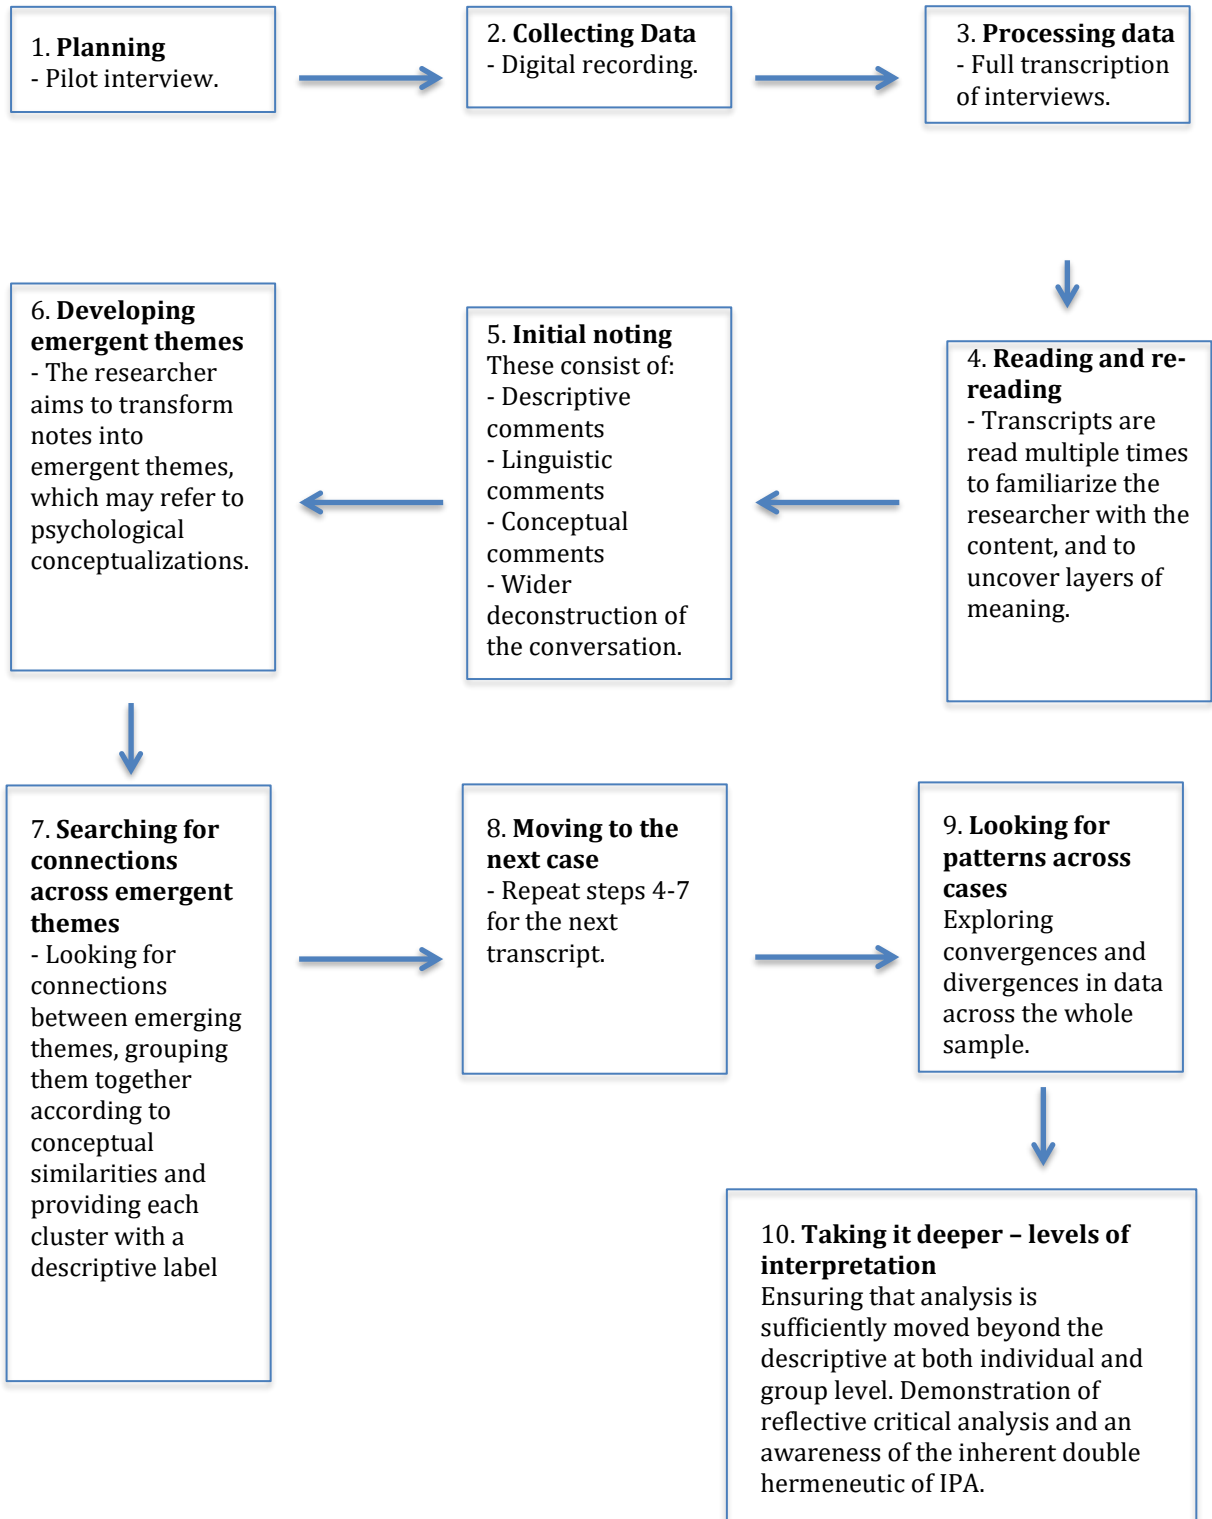 1. Planning
- Pilot interview.
2. Collecting Data
- Digital recording.
3. Processing data
- Full transcription
of interviews.
4. Reading and re-
reading
- Transcripts are
read multiple times
to familiarize the
researcher with the
content, and to
uncover layers of
meaning.
5. Initial noting
These consist of:
- Descriptive
comments
- Linguistic
comments
- Conceptual
comments
- Wider
deconstruction of
the conversation.
6. Developing
emergent themes
- The researcher
aims to transform
notes into
emergent themes,
which may refer to
psychological
conceptualizations.
7. Searching for
connections
across emergent
themes
- Looking for
connections
between emerging
themes, grouping
them together
according to
conceptual
similarities and
providing each
cluster with a
descriptive label
8. Moving to the
next case
- Repeat steps 4-7
for the next
transcript.
9. Looking for
patterns across
cases
Exploring
convergences and
divergences in data
across the whole
sample.
10. Taking it deeper – levels of
interpretation
Ensuring that analysis is
sufficiently moved beyond the
descriptive at both individual and
group level. Demonstration of
reflective critical analysis and an
awareness of the inherent double
hermeneutic of IPA.